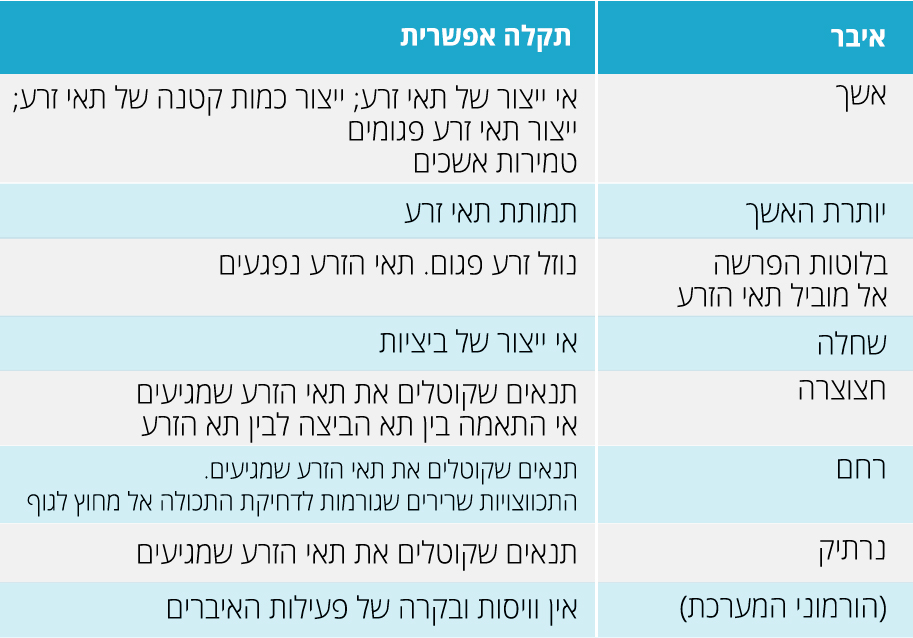 איבר תקלה אפשרית
אשך אי ייצור של תאי זרע; ייצור כמות קטנה של תאי זרע;
ייצור תאי זרע פגומים
טמירות אשכים
יותרת האשך תמותת תאי זרע
בלוטות הפרשה נוזל זרע פגום. תאי הזרע נפגעים
אל מוביל תאי הזרע
שחלה אי ייצור של ביציות
חצוצרה תנאים שקוטלים את תאי הזרע שמגיעים
אי התאמה בין תא הביצה לבין תא הזרע
רחם תנאים שקוטלים את תאי הזרע שמגיעים.
התכווצויות שרירים שגורמות לדחיקת התכולה אל מחוץ לגוף
נרתיק תנאים שקוטלים את תאי הזרע שמגיעים
(הורמוני המערכת) אין וויסות ובקרה של פעילות האיברים